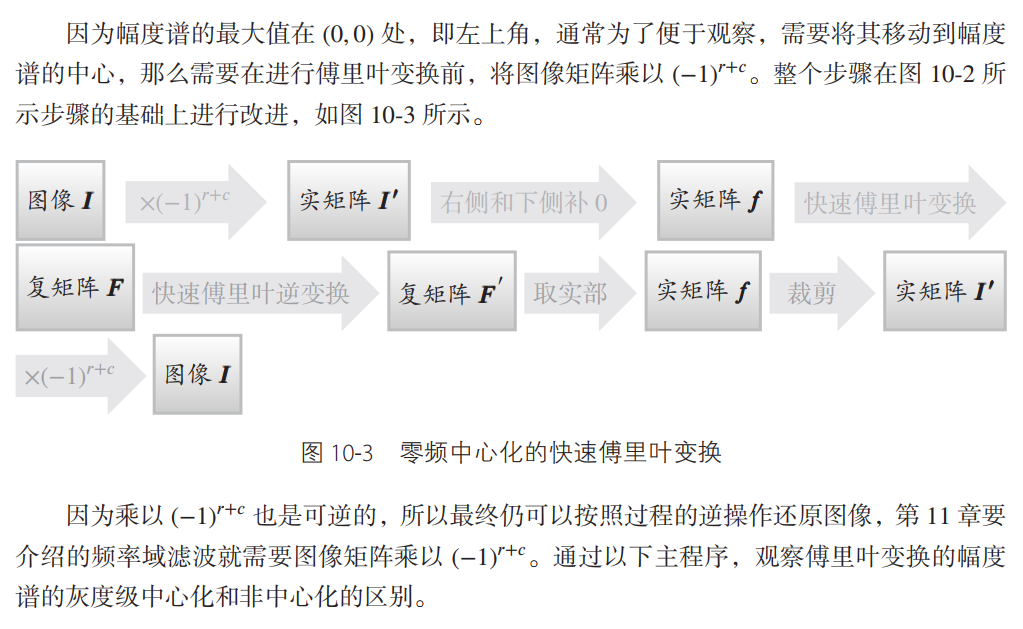 因为幅度谱的最大值在 (0, 0) 处，即左上角，通常为了便于观察，需要将其移动到幅度
谱的中心，那么需要在进行傅里叶变换前，将图像矩阵乘以 (−1)^{r+c}。整个步骤在图 10-2 所
示步骤的基础上进行改进，如图 10-3 所示。
图像 I ×(−1)^{r+c} 实矩阵 I′ 右侧和下侧补 0 实矩阵 f 快速傅里叶变换
复矩阵 F 快速傅里叶逆变换 复矩阵 F′ 取实部 实矩阵 f 裁剪 实矩阵 I′
×(−1)^{r+c} 图像 I
图 10-3 零频中心化的快速傅里叶变换
因为乘以 (−1)^{r+c} 也是可逆的，所以最终仍可以按照过程的逆操作还原图像，第 11 章要
介绍的频率域滤波就需要图像矩阵乘以 (−1)^{r+c}。通过以下主程序，观察傅里叶变换的幅度
谱的灰度级中心化和非中心化的区别。